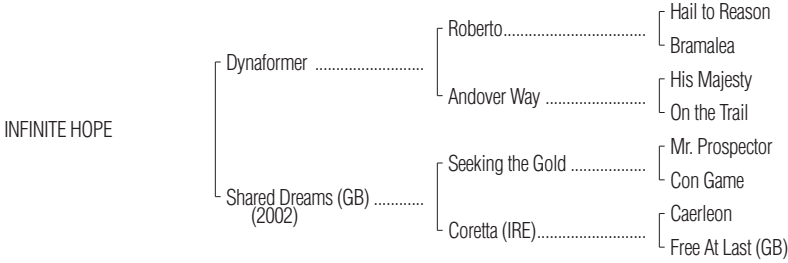 Hail to Reason
Roberto..................................
Bramalea
Dynaformer ..........................
His Majesty
Andover Way ........................
On the Trail
INFINITE HOPE
Mr. Prospector
Seeking the Gold ..................
Con Game
Shared Dreams (GB) ............
(2002)
Caerleon
Coretta (IRE)..........................
Free At Last (GB)